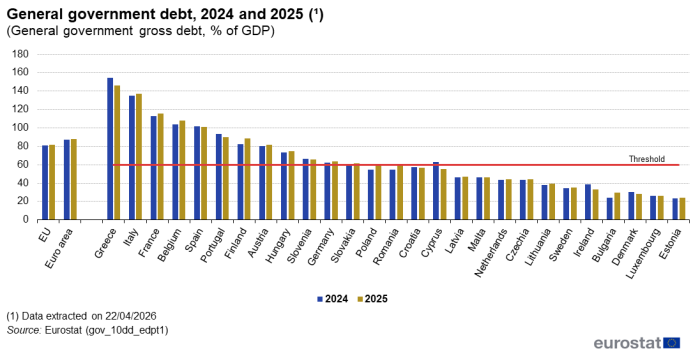 General government debt, 2024 and 2025 (¹)
(General government gross debt, % of GDP)
180
160
140
120
100
80
60
40
20
0
Threshold
EU
Euro area
Greece
Italy
France
Belgium
Spain
Portugal
Finland
Austria
Hungary
Slovenia
Germany
Slovakia
Poland
Romania
Croatia
Cyprus
Latvia
Malta
Netherlands
Czechia
Lithuania
Sweden
Ireland
Bulgaria
Denmark
Luxembourg
Estonia
2024 2025
(1) Data extracted on 22/04/2026
Source: Eurostat (gov_10dd_edpt1)
eurostat